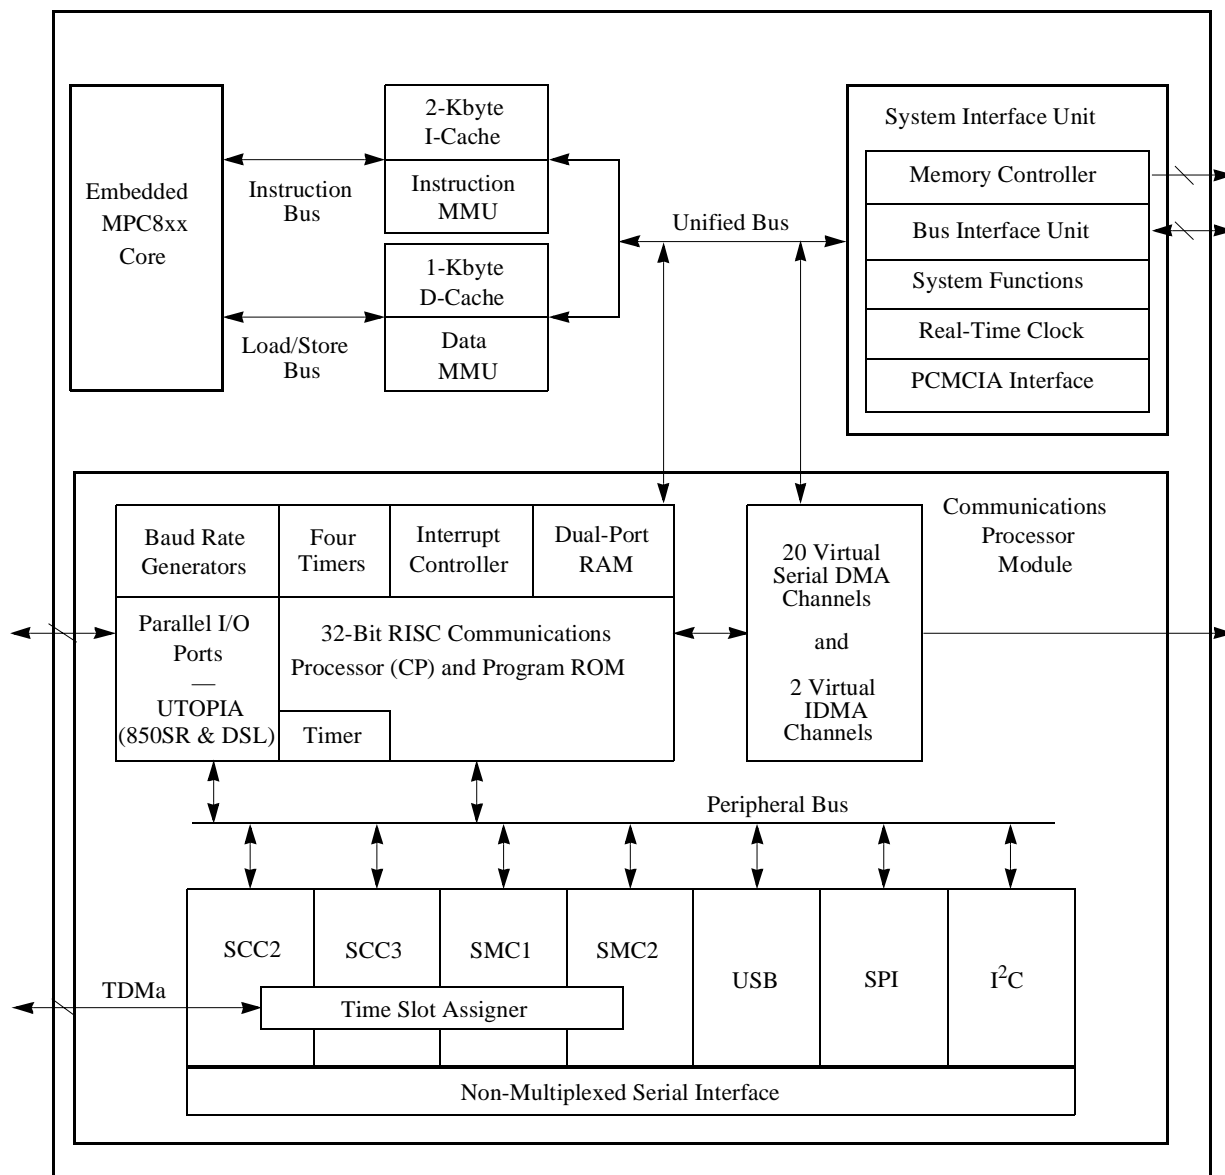 2-Kbyte
I-Cache
Instruction
MMU
Embedded
MPC8xx
Core
Instruction
Bus
1-Kbyte
D-Cache
Data
MMU
Load/Store
Bus
Unified Bus
System Interface Unit
Memory Controller
Bus Interface Unit
System Functions
Real-Time Clock
PCMCIA Interface
Communications
Processor
Module
Baud Rate
Generators
Four
Timers
Interrupt
Controller
Dual-Port
RAM
Parallel I/O
Ports
—
UTOPIA
(850SR & DSL)
32-Bit RISC Communications
Processor (CP) and Program ROM
Timer
20 Virtual
Serial DMA
Channels
and
2 Virtual
IDMA
Channels
Peripheral Bus
SCC2
SCC3
SMC1
SMC2
USB
SPI
I²C
TDMa
Time Slot Assigner
Non-Multiplexed Serial Interface